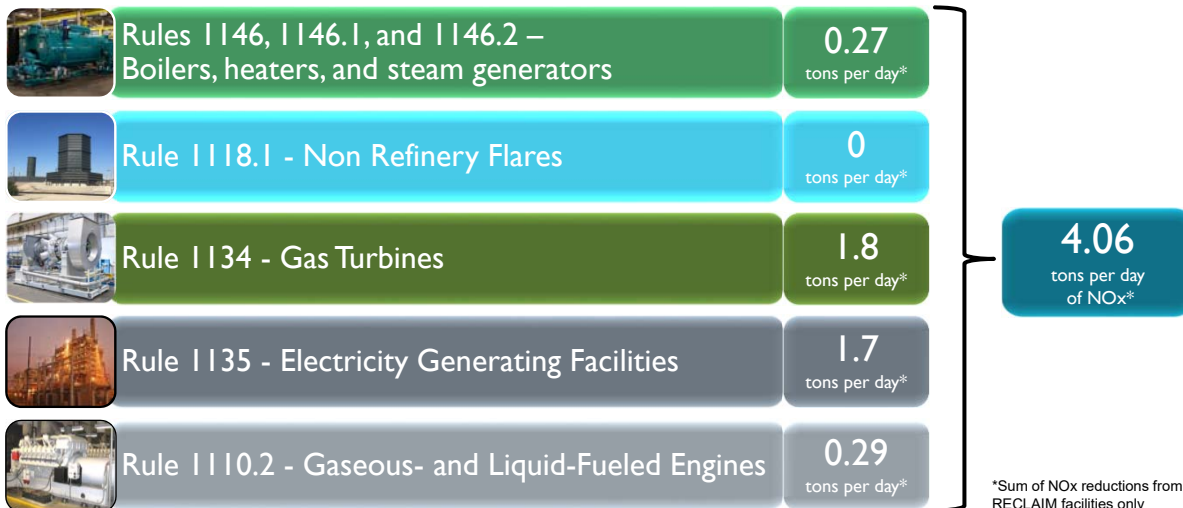 Rules 1146, 1146.1, and 1146.2 –
Boilers, heaters, and steam generators
0.27
tons per day*
Rule 1118.1 - Non Refinery Flares
0
tons per day*
Rule 1134 - Gas Turbines
1.8
tons per day*
Rule 1135 - Electricity Generating Facilities
1.7
tons per day*
Rule 1110.2 - Gaseous- and Liquid-Fueled Engines
0.29
tons per day*
4.06
tons per day
of NOx*
*Sum of NOx reductions from
RECLAIM facilities only